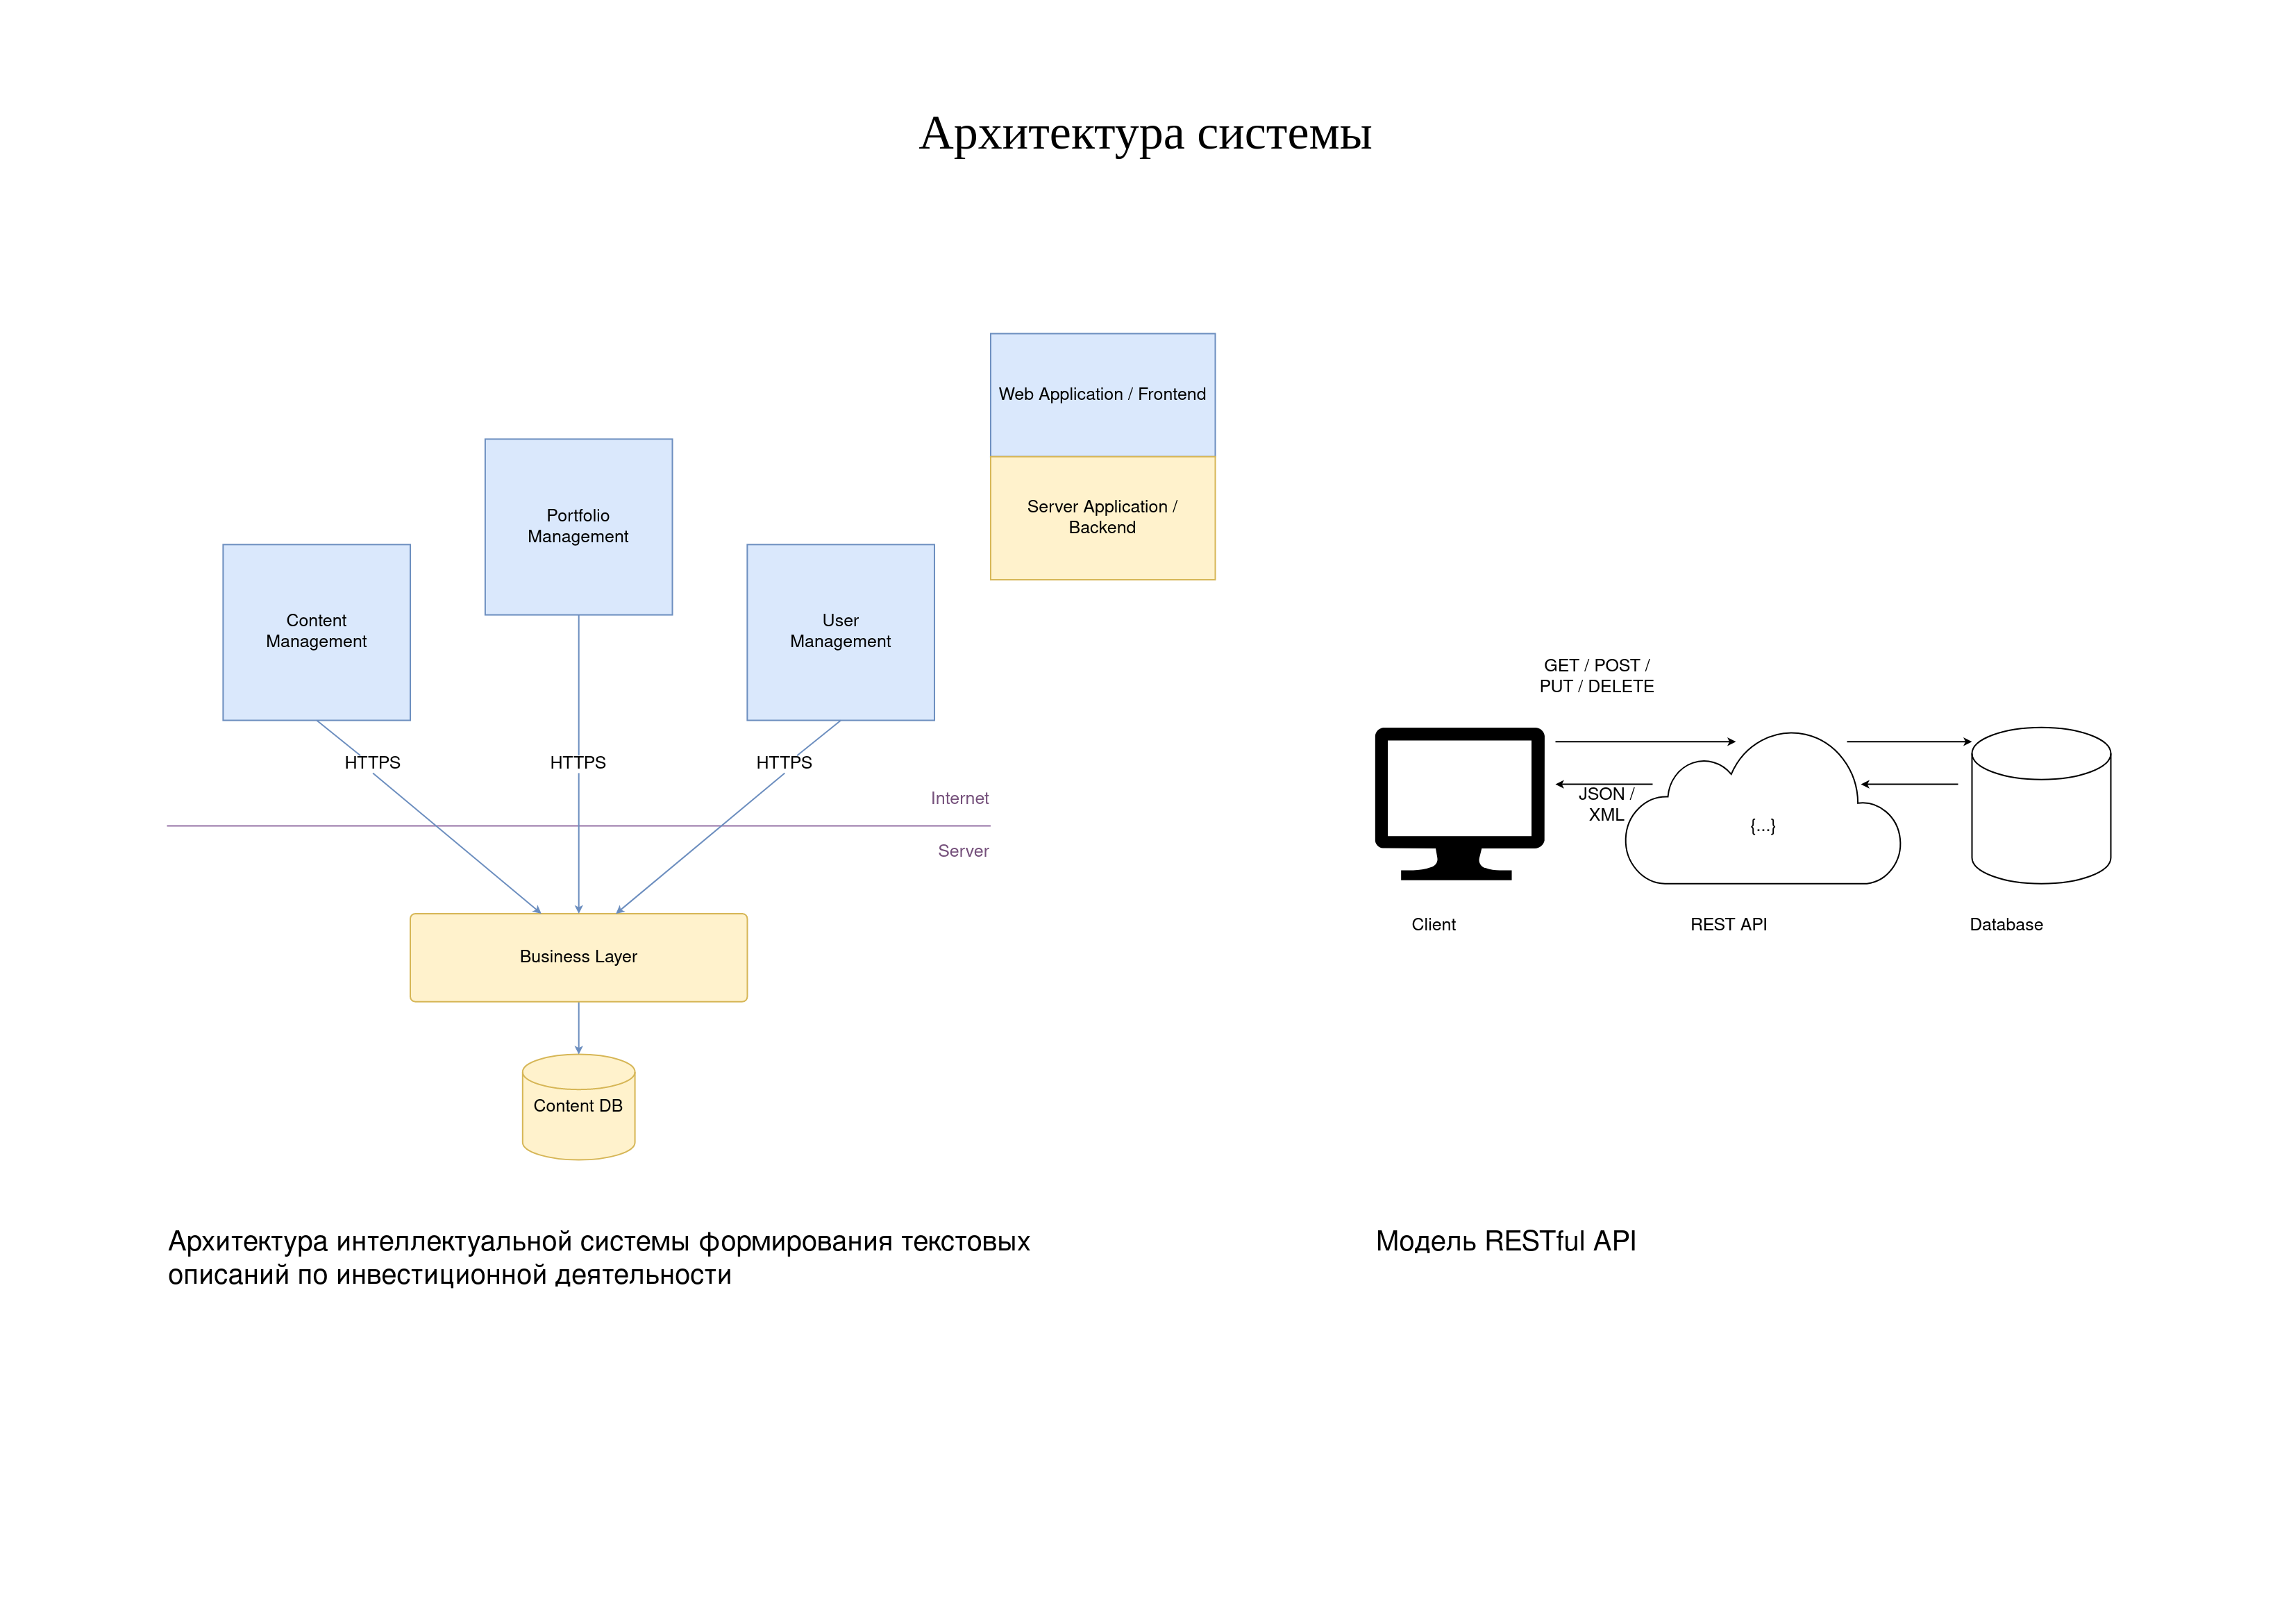 Архитектура системы
Web Application / Frontend
Server Application /
Backend
Portfolio
Management
Content
Management
User
Management
HTTPS
HTTPS
HTTPS
Internet
Server
Business Layer
Content DB
Архитектура интеллектуальной системы формирования текстовых
описаний по инвестиционной деятельности
GET / POST /
PUT / DELETE
JSON /
XML
{...}
Client
REST API
Database
Модель RESTful API